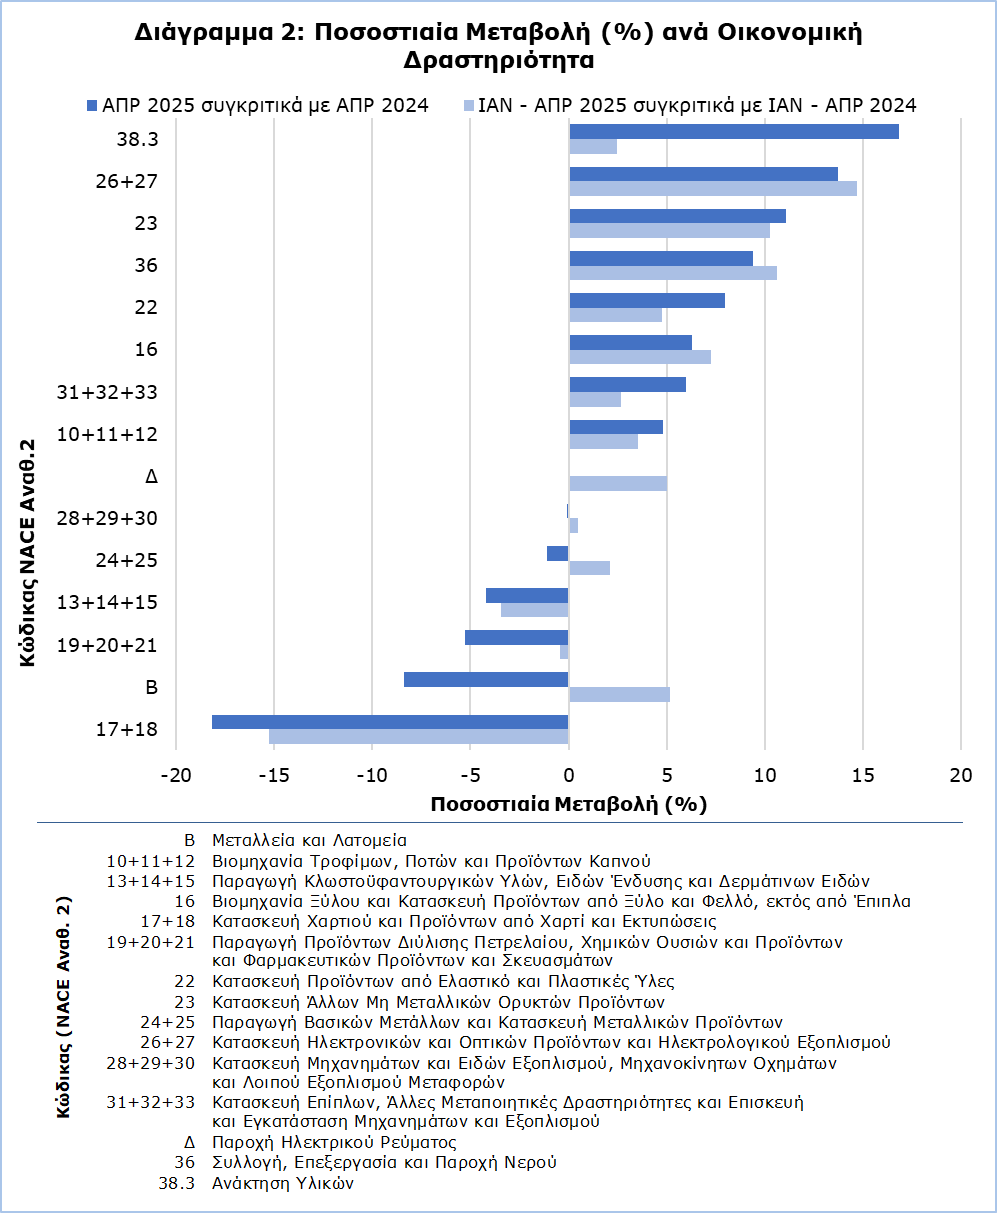 Διάγραμμα 2: Ποσοστιαία Μεταβολή (%) ανά Οικονομική
Δραστηριότητα
ΑΠΡ 2025 συγκριτικά με ΑΠΡ 2024
ΙΑΝ - ΑΠΡ 2025 συγκριτικά με ΙΑΝ - ΑΠΡ 2024
Κώδικας NACE Αναθ.2
38.3
26+27
23
36
22
16
31+32+33
10+11+12
Δ
28+29+30
24+25
13+14+15
19+20+21
Β
17+18
-20 -15 -10 -5 0 5 10 15 20
Ποσοστιαία Μεταβολή (%)
Κώδικας (NACE Αναθ. 2)
Β Μεταλλεία και Λατομεία
10+11+12 Βιομηχανία Τροφίμων, Ποτών και Προϊόντων Καπνού
13+14+15 Παραγωγή Κλωστοϋφαντουργικών Υλών, Ειδών Ένδυσης και Δερμάτινων Ειδών
16 Βιομηχανία Ξύλου και Κατασκευή Προϊόντων από Ξύλο και Φελλό, εκτός από Έπιπλα
17+18 Κατασκευή Χαρτιού και Προϊόντων από Χαρτί και Εκτυπώσεις
19+20+21 Παραγωγή Προϊόντων Διύλισης Πετρελαίου, Χημικών Ουσιών και Προϊόντων
και Φαρμακευτικών Προϊόντων και Σκευασμάτων
22 Κατασκευή Προϊόντων από Ελαστικό και Πλαστικές Ύλες
23 Κατασκευή Άλλων Μη Μεταλλικών Ορυκτών Προϊόντων
24+25 Παραγωγή Βασικών Μετάλλων και Κατασκευή Μεταλλικών Προϊόντων
26+27 Κατασκευή Ηλεκτρονικών και Οπτικών Προϊόντων και Ηλεκτρολογικού Εξοπλισμού
28+29+30 Κατασκευή Μηχανημάτων και Ειδών Εξοπλισμού, Μηχανοκίνητων Οχημάτων
και Λοιπού Εξοπλισμού Μεταφορών
31+32+33 Κατασκευή Επίπλων, Άλλες Μεταποιητικές Δραστηριότητες και Επισκευή
και Εγκατάσταση Μηχανημάτων και Εξοπλισμού
Δ Παροχή Ηλεκτρικού Ρεύματος
36 Συλλογή, Επεξεργασία και Παροχή Νερού
38.3 Ανάκτηση Υλικών